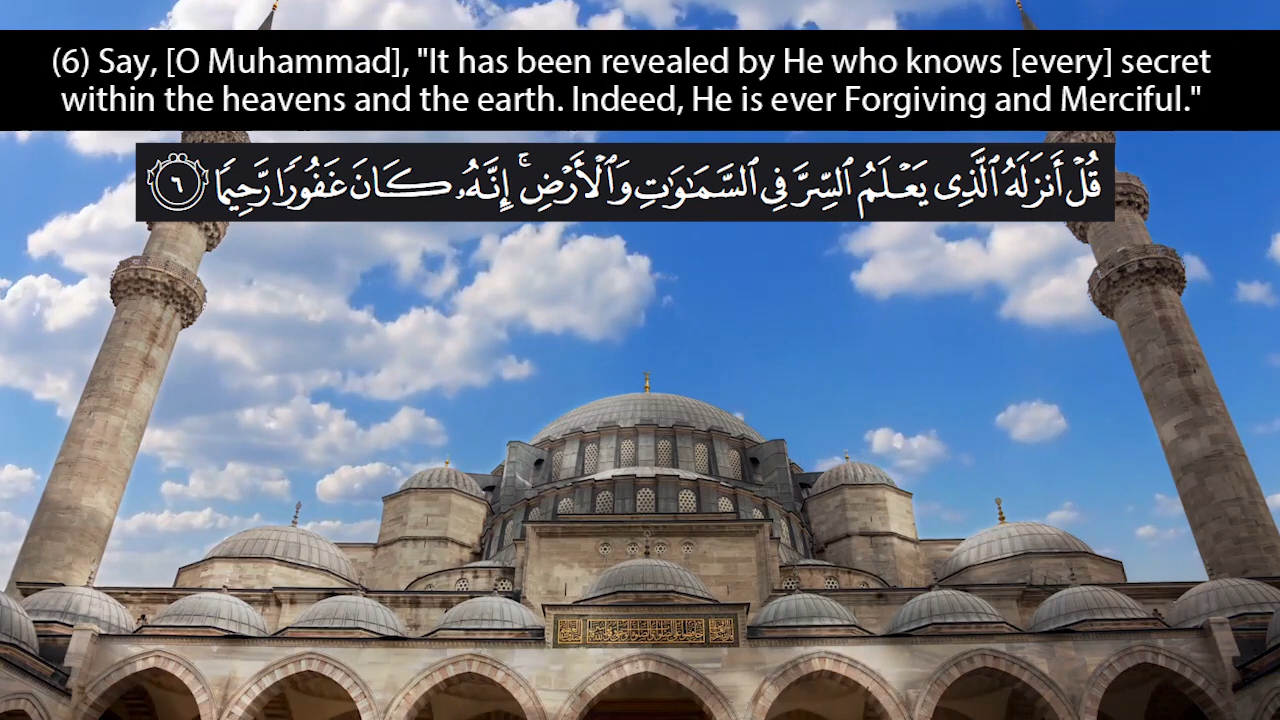 (6) Say, [O Muhammad], "It has been revealed by He who knows [every] secret
within the heavens and the earth. Indeed, He is ever Forgiving and Merciful."
قُلْ أَنزَلَهُ ٱلَّذِى يَعْلَمُ ٱلسِّرَّ فِى ٱلسَّمَـٰوَٰتِ وَٱلْأَرْضِ ۚ إِنَّهُۥ كَانَ غَفُورًا رَّحِيمًا ٦